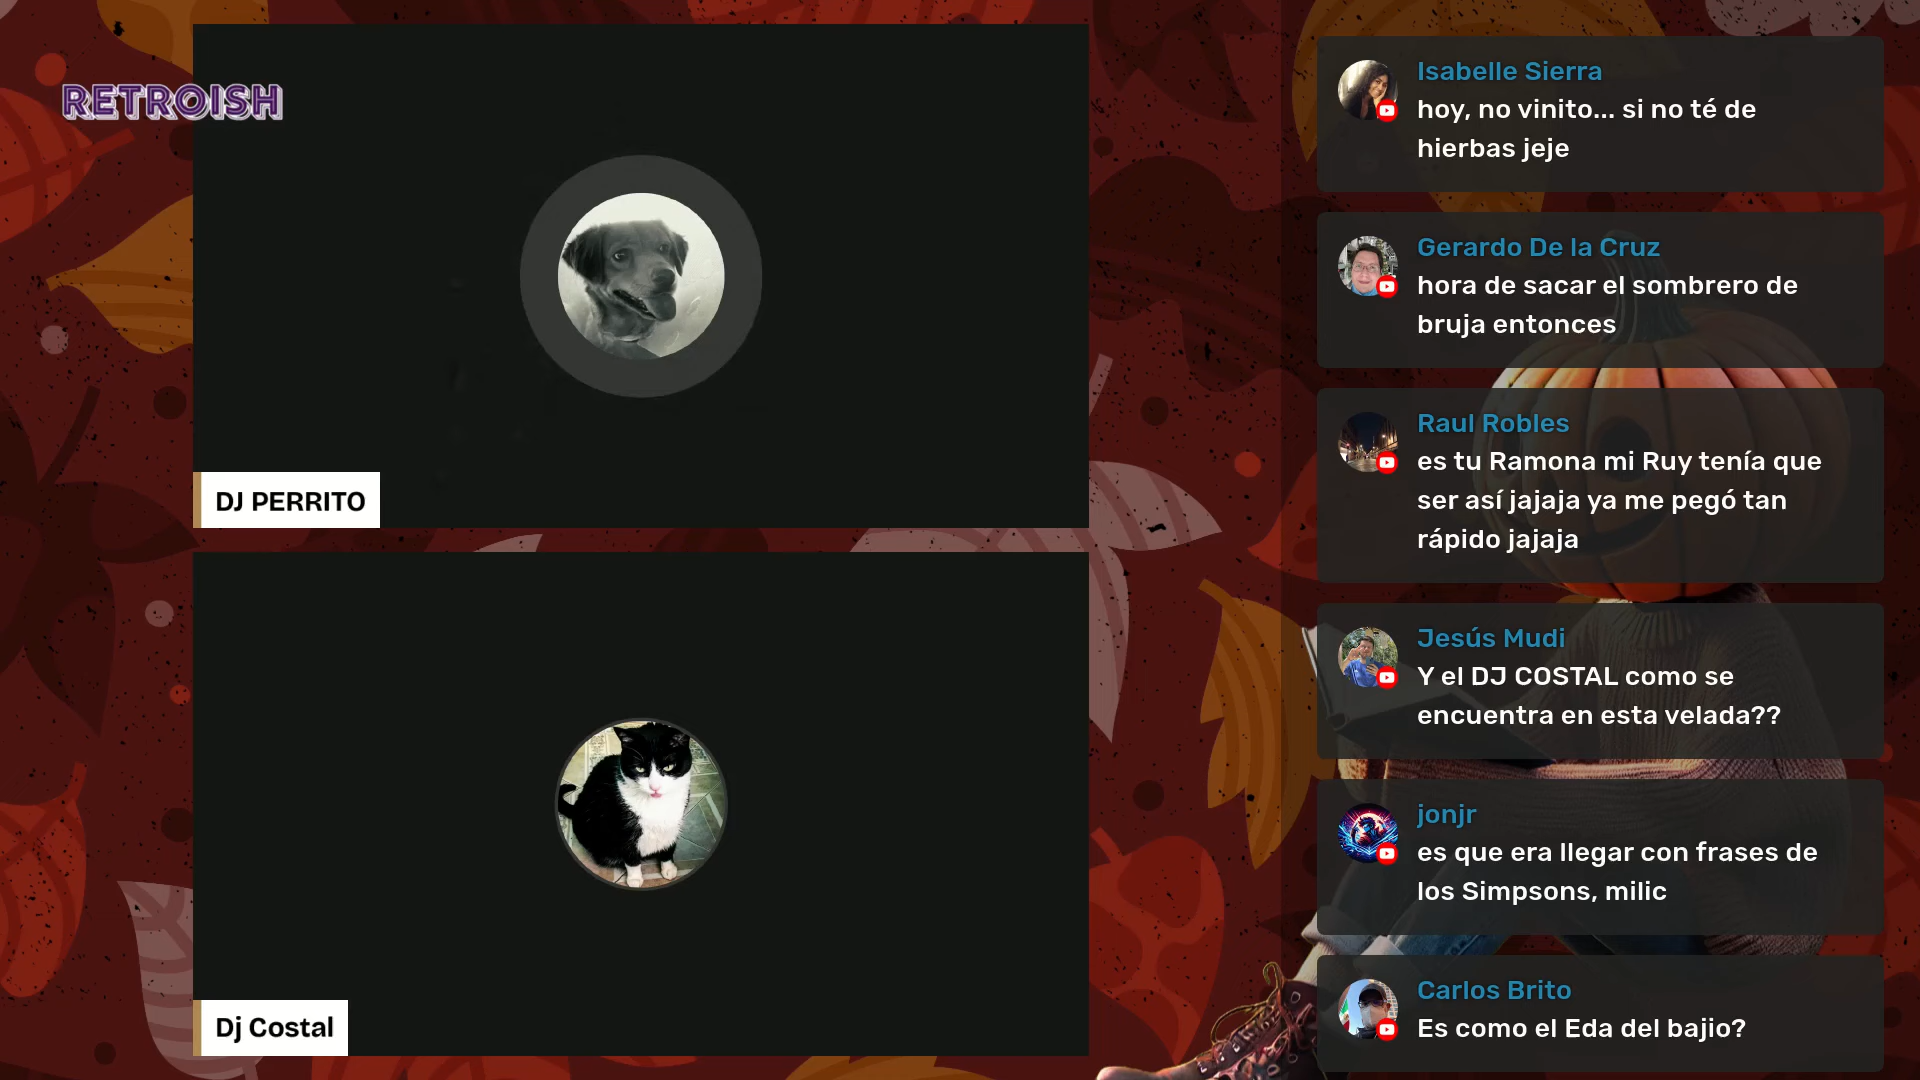 RETROISH
DJ PERRITO
Dj Costal
Isabelle Sierra
hoy, no vinito... si no té de
hierbas jeje
Gerardo De la Cruz
hora de sacar el sombrero de
bruja entonces
Raul Robles
es tu Ramona mi Ruy tenía que
ser así jajaja ya me pegó tan
rápido jajaja
Jesús Mudi
Y el DJ COSTAL como se
encuentra en esta velada??
jonjr
es que era llegar con frases de
los Simpsons, milic
Carlos Brito
Es como el Eda del bajio?